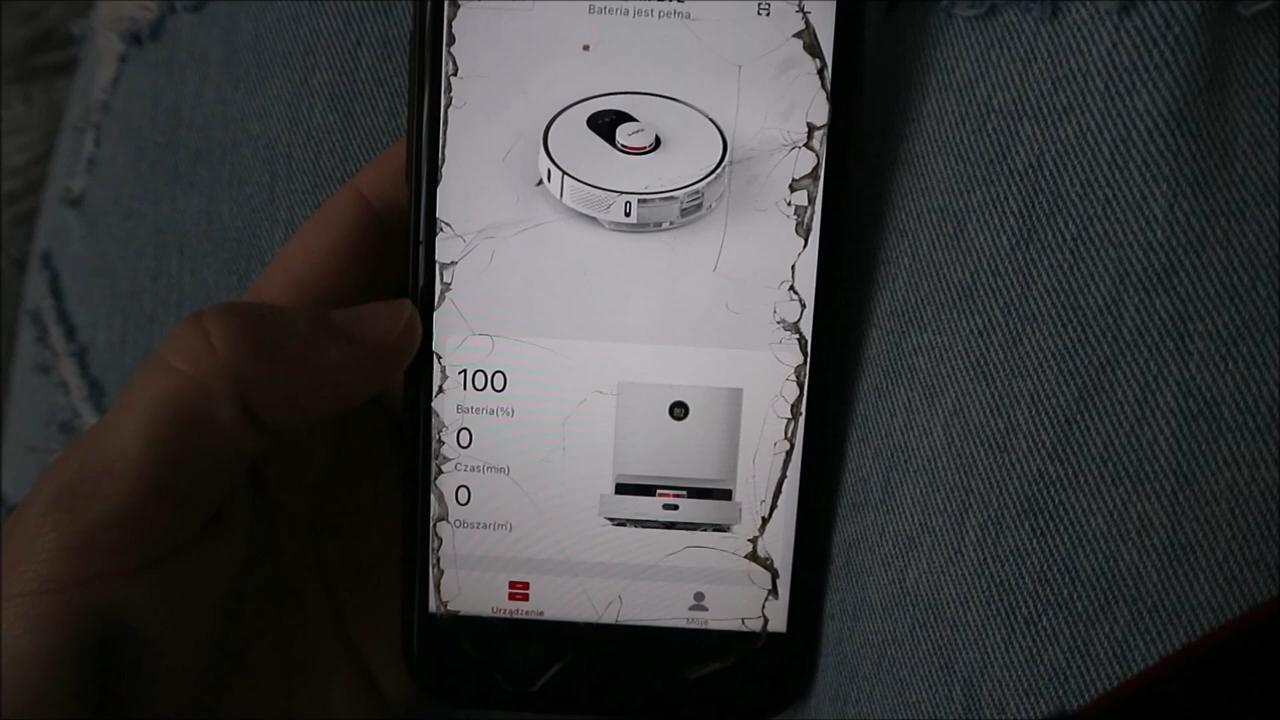 Bateria jest pełna
100
Bateria(%)
0
Czas(min)
0
Obszar(㎡)
Urządzenie
Moje